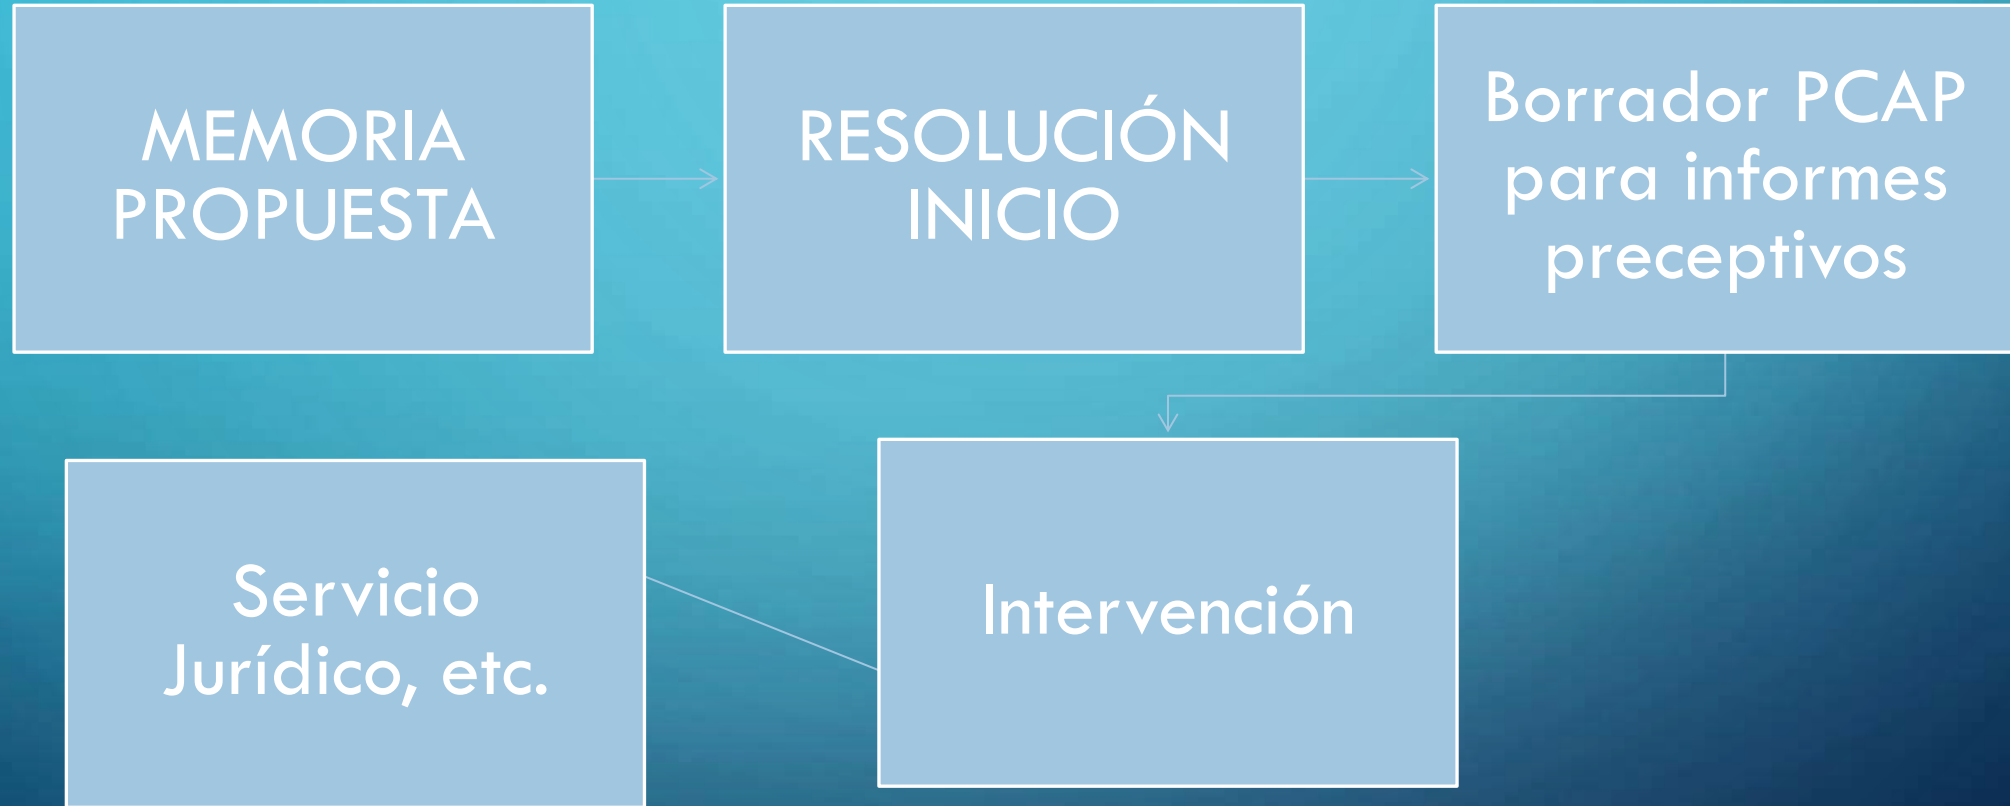 MEMORIA
PROPUESTA
RESOLUCIÓN
INICIO
Borrador PCAP
para informes
preceptivos
Servicio
Jurídico, etc.
Intervención